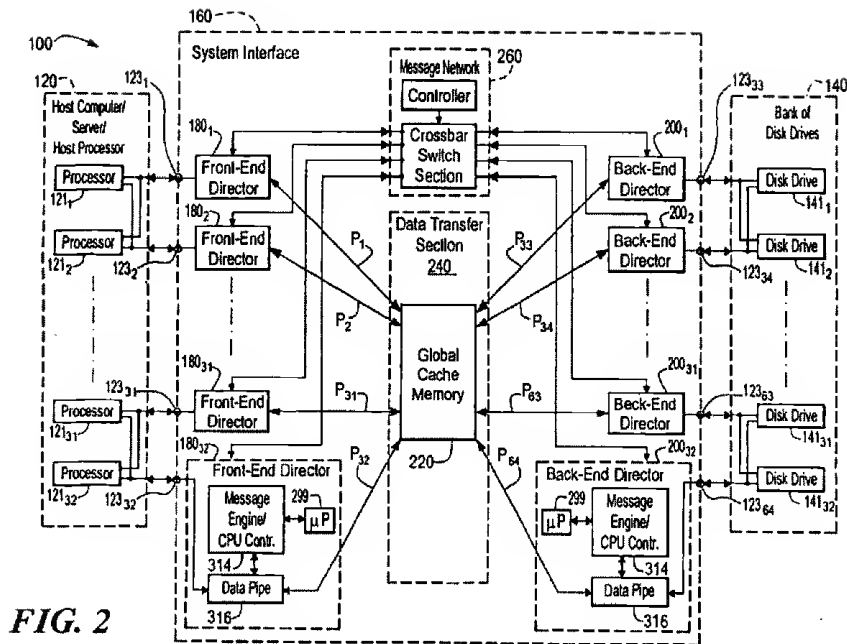 100
160
System Interface
120
123₁
Host Computer/
Server/
Host Processor
Processor
121₁
Processor
121₂
123₂
123₃₁
Processor
121₃₁
Processor
121₃₂
123₃₂
180₁
Front-End
Director
180₂
Front-End
Director
180₃₁
Front-End
Director
180₃₂
Front-End Director
Message
Engine/
CPU Contr.
314
299
μP
Data Pipe
316
Message Network
260
Controller
Crossbar
Switch
Section
Data Transfer
Section
240
Global
Cache
Memory
220
P₁
P₂
P₃₁
P₃₂
P₃₃
P₃₄
P₆₃
P₆₄
200₁
Back-End
Director
200₂
Back-End
Director
200₃₁
Beck-End
Director
200₃₂
Back-End Director
299
μP
Message
Engine/
CPU Contr.
314
Data Pipe
316
123₃₃
140
Bank of
Disk Drives
Disk Drive
141₁
Disk Drive
141₂
123₃₄
123₆₃
Disk Drive
141₃₁
Disk Drive
141₃₂
123₆₄
FIG. 2